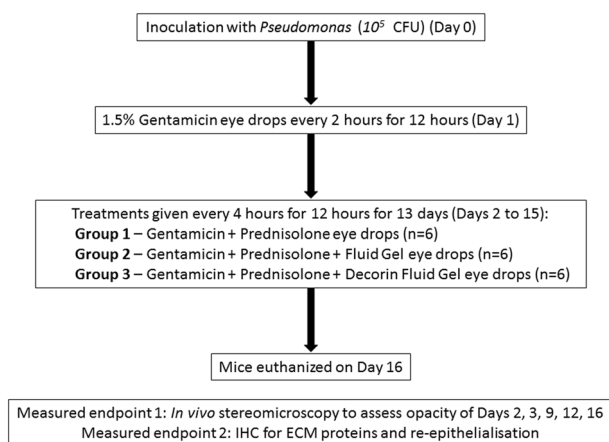 Inoculation with Pseudomonas (10⁵ CFU) (Day 0)
1.5% Gentamicin eye drops every 2 hours for 12 hours (Day 1)
Treatments given every 4 hours for 12 hours for 13 days (Days 2 to 15):
Group 1 – Gentamicin + Prednisolone eye drops (n=6)
Group 2 – Gentamicin + Prednisolone + Fluid Gel eye drops (n=6)
Group 3 – Gentamicin + Prednisolone + Decorin Fluid Gel eye drops (n=6)
Mice euthanized on Day 16
Measured endpoint 1: In vivo stereomicroscopy to assess opacity of Days 2, 3, 9, 12, 16
Measured endpoint 2: IHC for ECM proteins and re-epithelialisation